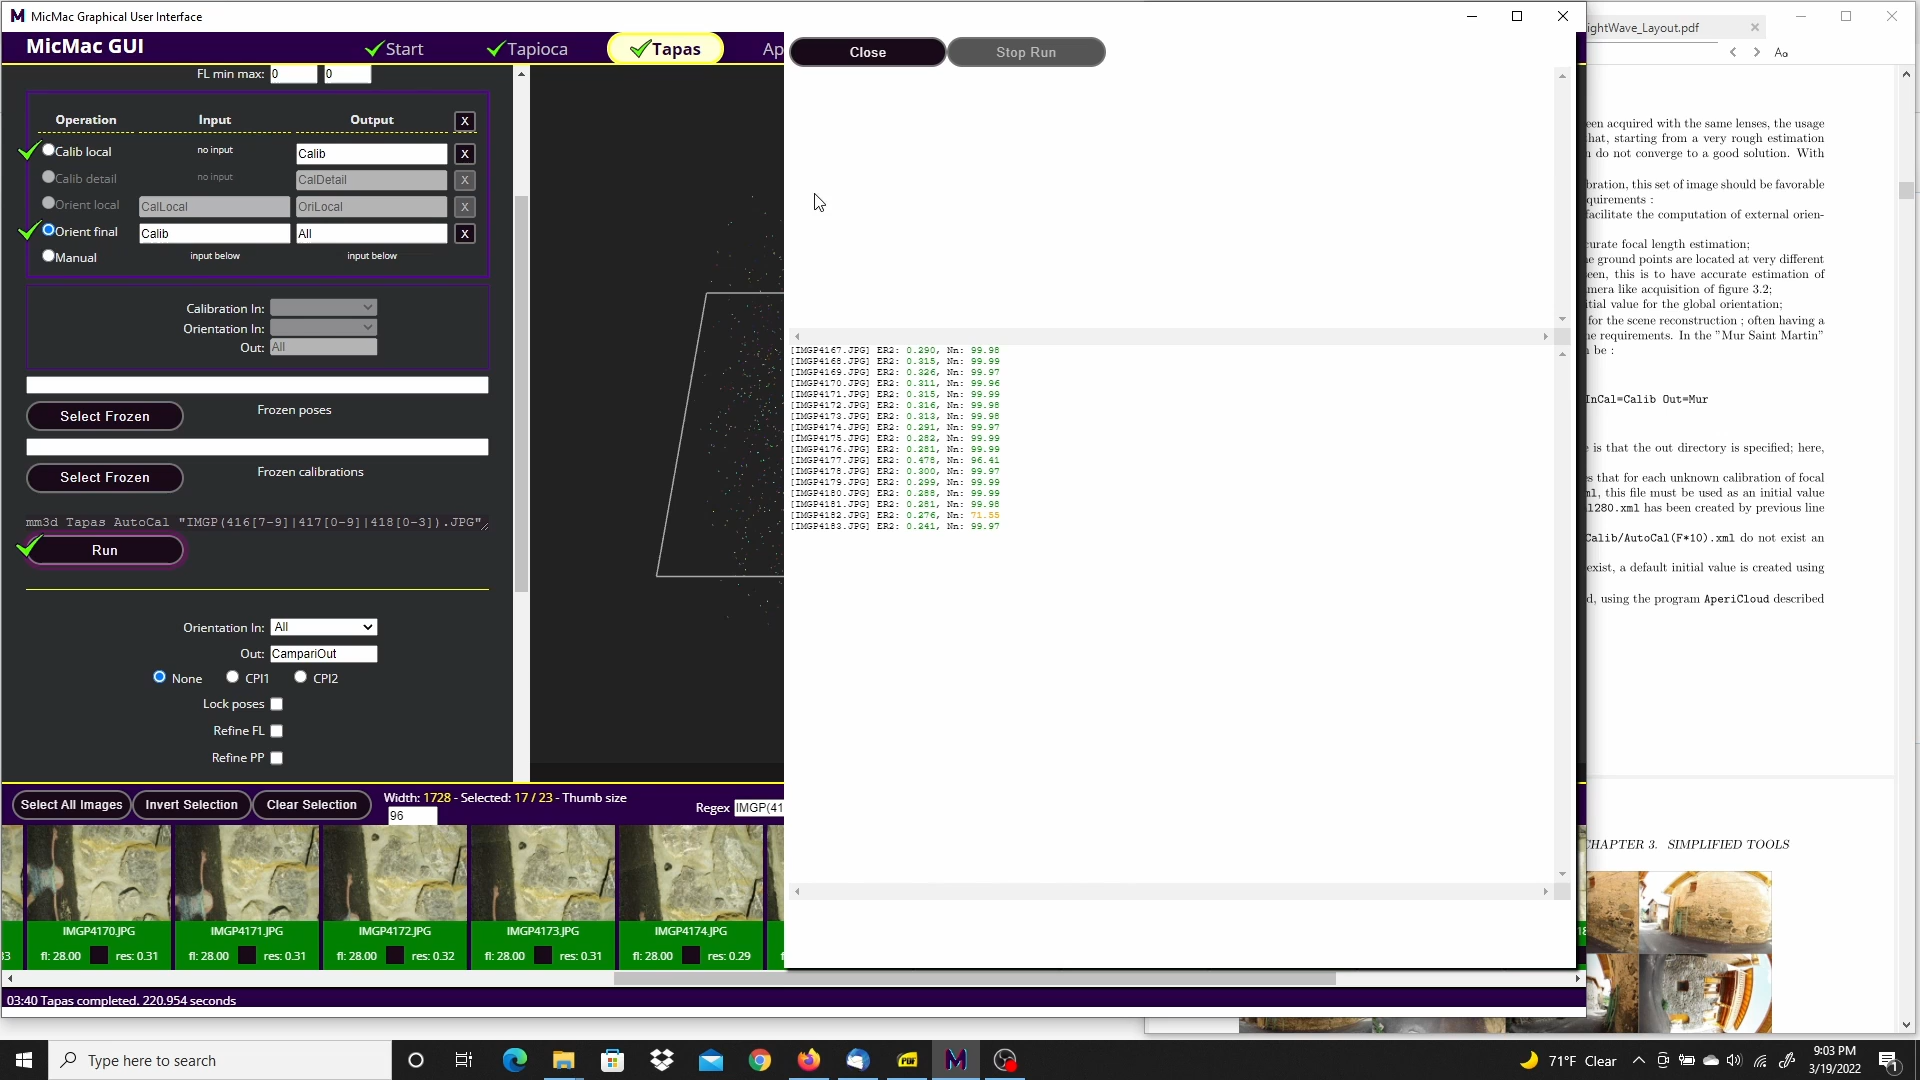 MicMac Graphical User Interface
MicMac GUI
Start
Tapioca
Tapas
Ap
FL min max: 0 0
Operation Input Output X
Calib local no input Calib X
Calib detail no input CalDetail X
Orient local CalLocal OriLocal X
Orient final Calib All X
Manual input below input below
Calibration In:
Orientation In:
Out: All
Select Frozen Frozen poses
Select Frozen Frozen calibrations
mm3d Tapas AutoCal "IMGP(416[7-9]|417[0-9]|418[0-3]).JPG"
Run
Orientation In: All
Out: CampariOut
None CPI1 CPI2
Lock poses
Refine FL
Refine PP
Close Stop Run
[IMGP4167.JPG] ER2: 0.290, Nn: 99.98
[IMGP4168.JPG] ER2: 0.315, Nn: 99.99
[IMGP4169.JPG] ER2: 0.326, Nn: 99.97
[IMGP4170.JPG] ER2: 0.311, Nn: 99.96
[IMGP4171.JPG] ER2: 0.315, Nn: 99.99
[IMGP4172.JPG] ER2: 0.316, Nn: 99.98
[IMGP4173.JPG] ER2: 0.313, Nn: 99.98
[IMGP4174.JPG] ER2: 0.291, Nn: 99.97
[IMGP4175.JPG] ER2: 0.282, Nn: 99.99
[IMGP4176.JPG] ER2: 0.281, Nn: 99.99
[IMGP4177.JPG] ER2: 0.478, Nn: 96.41
[IMGP4178.JPG] ER2: 0.300, Nn: 99.97
[IMGP4179.JPG] ER2: 0.299, Nn: 99.99
[IMGP4180.JPG] ER2: 0.288, Nn: 99.99
[IMGP4181.JPG] ER2: 0.281, Nn: 99.98
[IMGP4182.JPG] ER2: 0.276, Nn: 71.55
[IMGP4183.JPG] ER2: 0.241, Nn: 99.97
Select All Images Invert Selection Clear Selection Width: 1728 - Selected: 17 / 23 - Thumb size
96
Regex IMGP(41
IMGP4170.JPG IMGP4171.JPG IMGP4172.JPG IMGP4173.JPG IMGP4174.JPG
33 fl: 28.00 res: 0.31 fl: 28.00 res: 0.31 fl: 28.00 res: 0.32 fl: 28.00 res: 0.31 fl: 28.00 res: 0.29
03:40 Tapas completed. 220.954 seconds
ightWave_Layout.pdf
een acquired with the same lenses, the usage
hat, starting from a very rough estimation
n do not converge to a good solution. With
bration, this set of image should be favorable
quirements :
facilitate the computation of external orien-
curate focal length estimation;
he ground points are located at very different
een, this is to have accurate estimation of
mera like acquisition of figure 3.2;
itial value for the global orientation;
for the scene reconstruction ; often having a
he requirements. In the "Mur Saint Martin"
n be :
InCal=Calib Out=Mur
e is that the out directory is specified; here,
es that for each unknown calibration of focal
ml, this file must be used as an initial value
l280.xml has been created by previous line
Calib/AutoCal(F*10).xml do not exist an
exist, a default initial value is created using
d, using the program AperiCloud described
CHAPTER 3. SIMPLIFIED TOOLS
Type here to search
PDF
71°F Clear
9:03 PM
3/19/2022
1